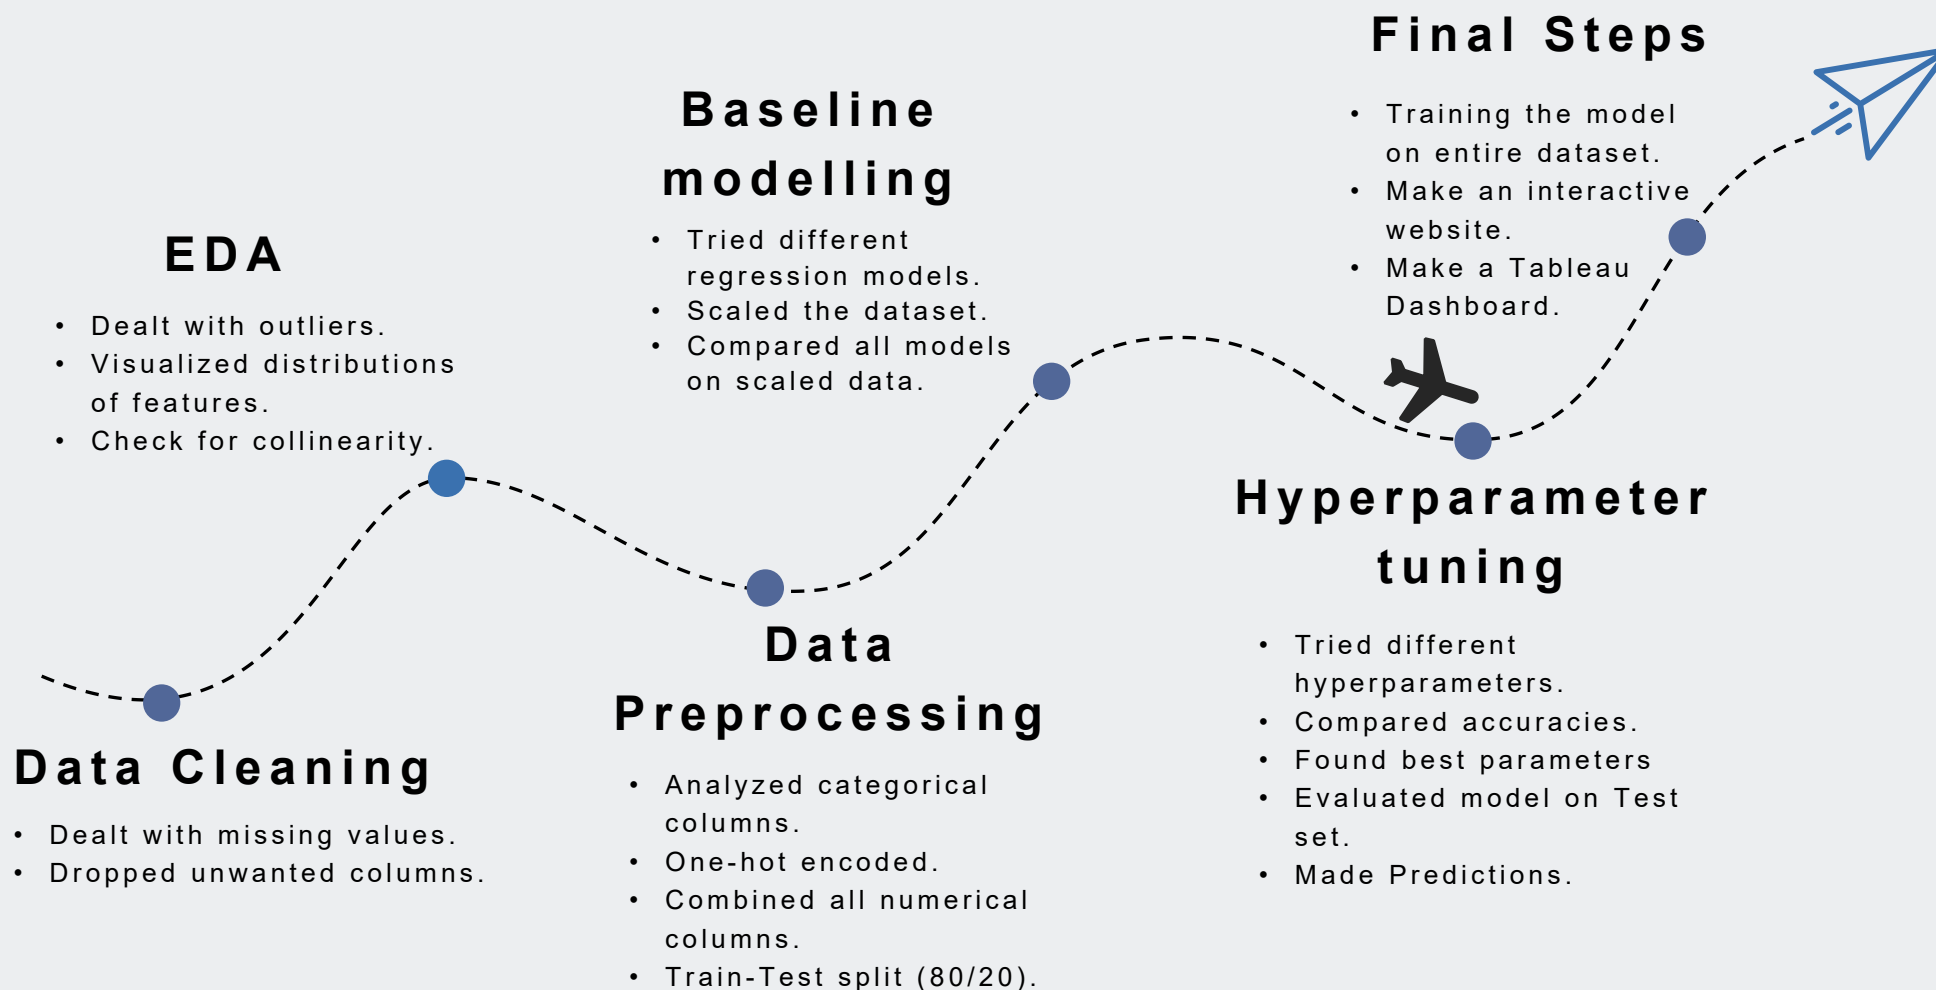 Data Cleaning
• Dealt with missing values.
• Dropped unwanted columns.
EDA
• Dealt with outliers.
• Visualized distributions
of features.
• Check for collinearity.
Data
Preprocessing
• Analyzed categorical
columns.
• One-hot encoded.
• Combined all numerical
columns.
• Train-Test split (80/20).
Baseline
modelling
• Tried different
regression models.
• Scaled the dataset.
• Compared all models
on scaled data.
Hyperparameter
tuning
• Tried different
hyperparameters.
• Compared accuracies.
• Found best parameters
• Evaluated model on Test
set.
• Made Predictions.
Final Steps
• Training the model
on entire dataset.
• Make an interactive
website.
• Make a Tableau
Dashboard.